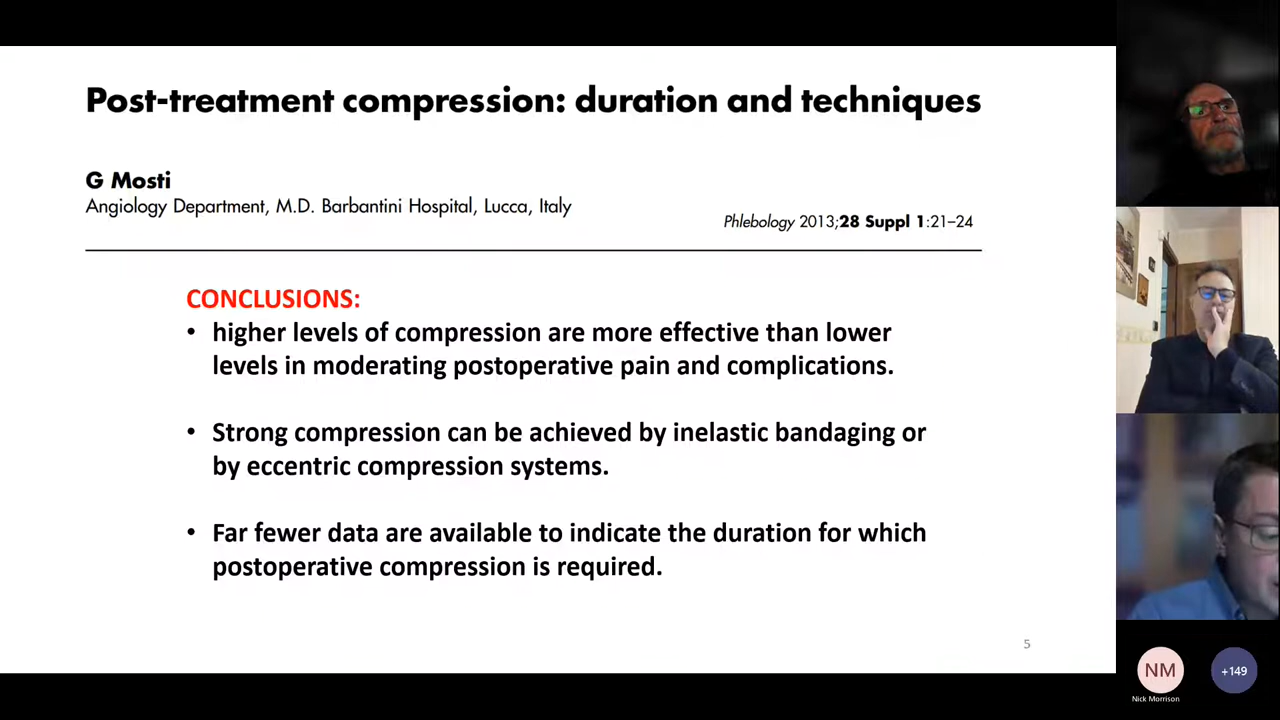 Post-treatment compression: duration and techniques
G Mosti
Angiology Department, M.D. Barbantini Hospital, Lucca, Italy
Phlebology 2013;28 Suppl 1:21–24
CONCLUSIONS:
• higher levels of compression are more effective than lower
levels in moderating postoperative pain and complications.
• Strong compression can be achieved by inelastic bandaging or
by eccentric compression systems.
• Far fewer data are available to indicate the duration for which
postoperative compression is required.
5
NM
+149
Nick Morrison